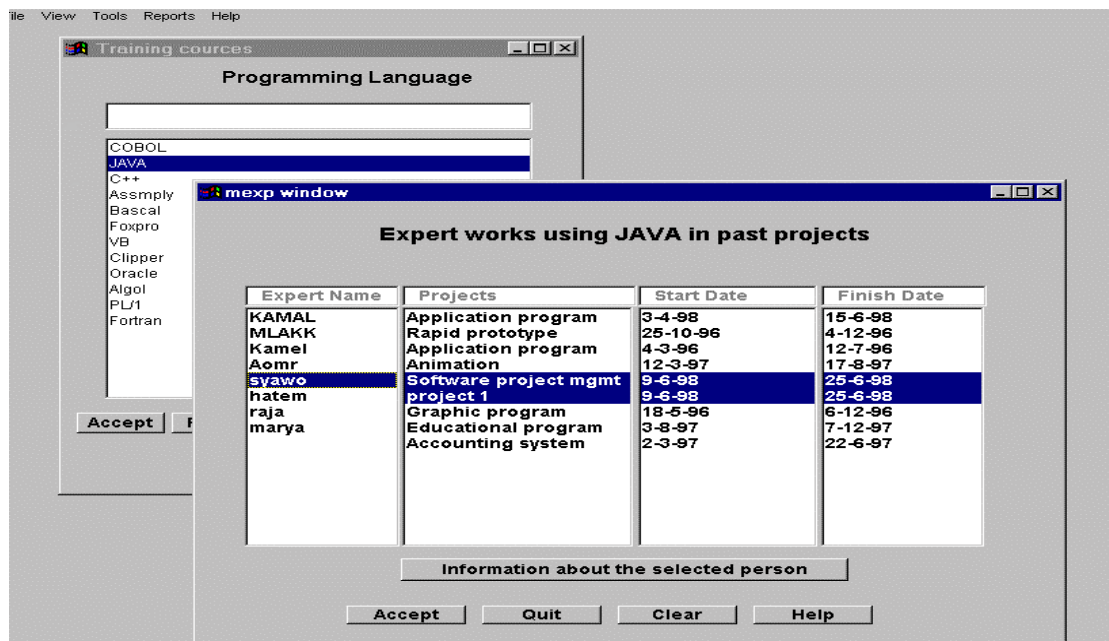 ile View Tools Reports Help
Training cources
Programming Language
COBOL
JAVA
C++
Assmply
Bascal
Foxpro
VB
Clipper
Oracle
Algol
PL/1
Fortran
Accept
mexp window
Expert works using JAVA in past projects
Expert Name Projects Start Date Finish Date
KAMAL Application program 3-4-98 15-6-98
MLAKK Rapid prototype 25-10-96 4-12-96
Kamel Application program 4-3-96 12-7-96
Aomr Animation 12-3-97 17-8-97
syawo Software project mgmt 9-6-98 25-6-98
hatem project 1 9-6-98 25-6-98
raja Graphic program 18-5-96 6-12-96
marya Educational program 3-8-97 7-12-97
Accounting system 2-3-97 22-6-97
Information about the selected person
Accept Quit Clear Help